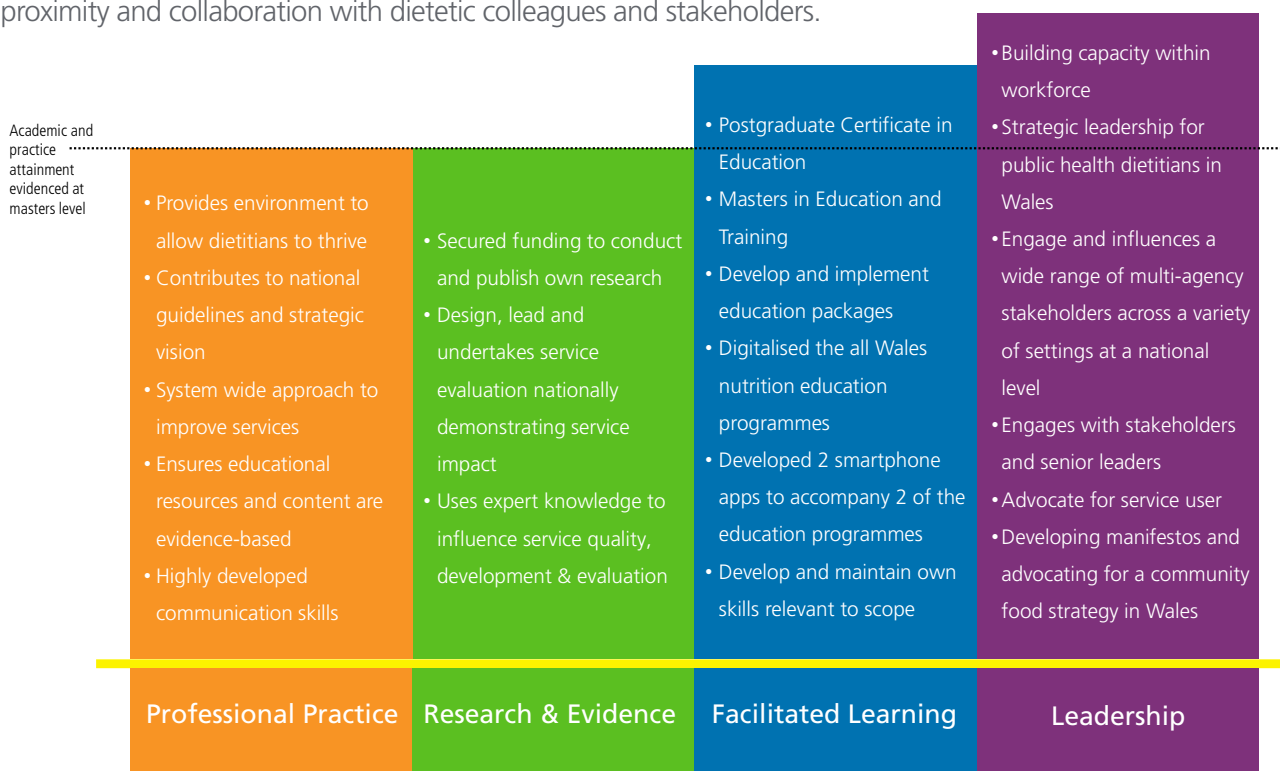 proximity and collaboration with dietetic colleagues and stakeholders.
Academic and
practice
attainment
evidenced at
masters level
• Provides environment to
allow dietitians to thrive
• Contributes to national
guidelines and strategic
vision
• System wide approach to
improve services
• Ensures educational
resources and content are
evidence-based
• Highly developed
communication skills
Professional Practice
• Secured funding to conduct
and publish own research
• Design, lead and
undertakes service
evaluation nationally
demonstrating service
impact
• Uses expert knowledge to
influence service quality,
development & evaluation
Research & Evidence
• Postgraduate Certificate in
Education
• Masters in Education and
Training
• Develop and implement
education packages
• Digitalised the all Wales
nutrition education
programmes
• Developed 2 smartphone
apps to accompany 2 of the
education programmes
• Develop and maintain own
skills relevant to scope
Facilitated Learning
• Building capacity within
workforce
• Strategic leadership for
public health dietitians in
Wales
• Engage and influences a
wide range of multi-agency
stakeholders across a variety
of settings at a national
level
• Engages with stakeholders
and senior leaders
• Advocate for service user
• Developing manifestos and
advocating for a community
food strategy in Wales
Leadership